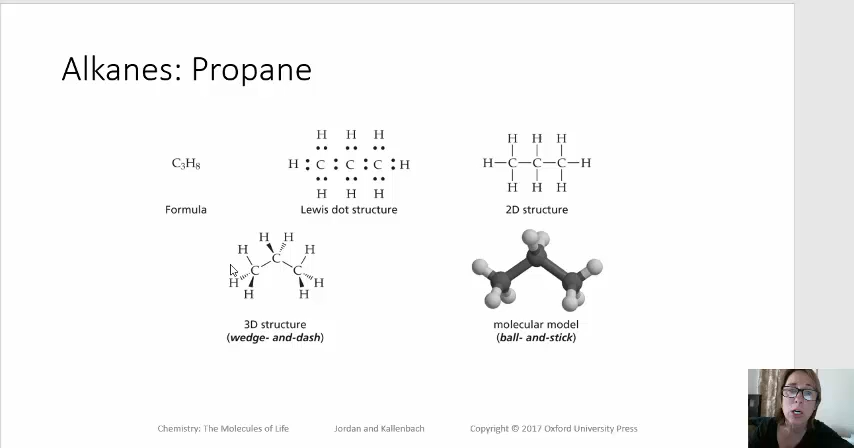 Alkanes: Propane
C₃H₈
Formula
H H H
H : C : C : C : H
H H H
Lewis dot structure
H H H
H—C—C—C—H
H H H
2D structure
H H
H C H
C C
H H
H H
3D structure
(wedge- and-dash)
molecular model
(ball- and-stick)
Chemistry: The Molecules of Life Jordan and Kallenbach Copyright © 2017 Oxford University Press